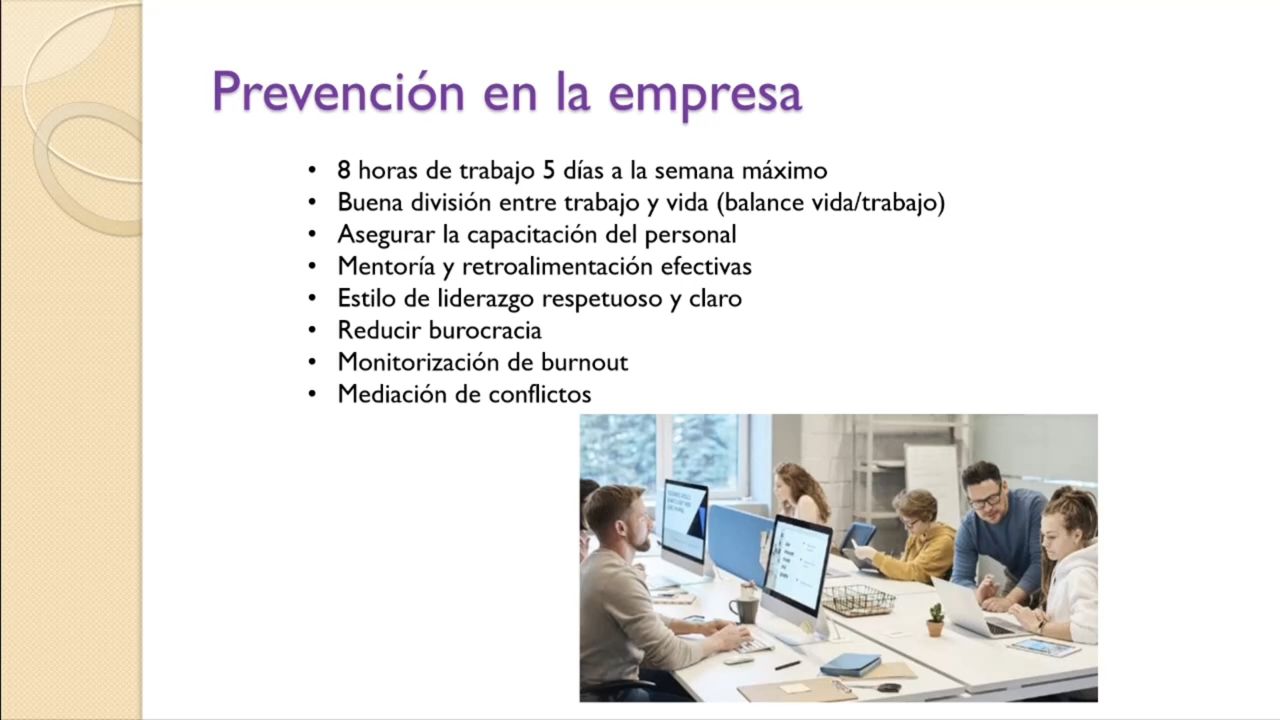 Prevención en la empresa
• 8 horas de trabajo 5 días a la semana máximo
• Buena división entre trabajo y vida (balance vida/trabajo)
• Asegurar la capacitación del personal
• Mentoría y retroalimentación efectivas
• Estilo de liderazgo respetuoso y claro
• Reducir burocracia
• Monitorización de burnout
• Mediación de conflictos